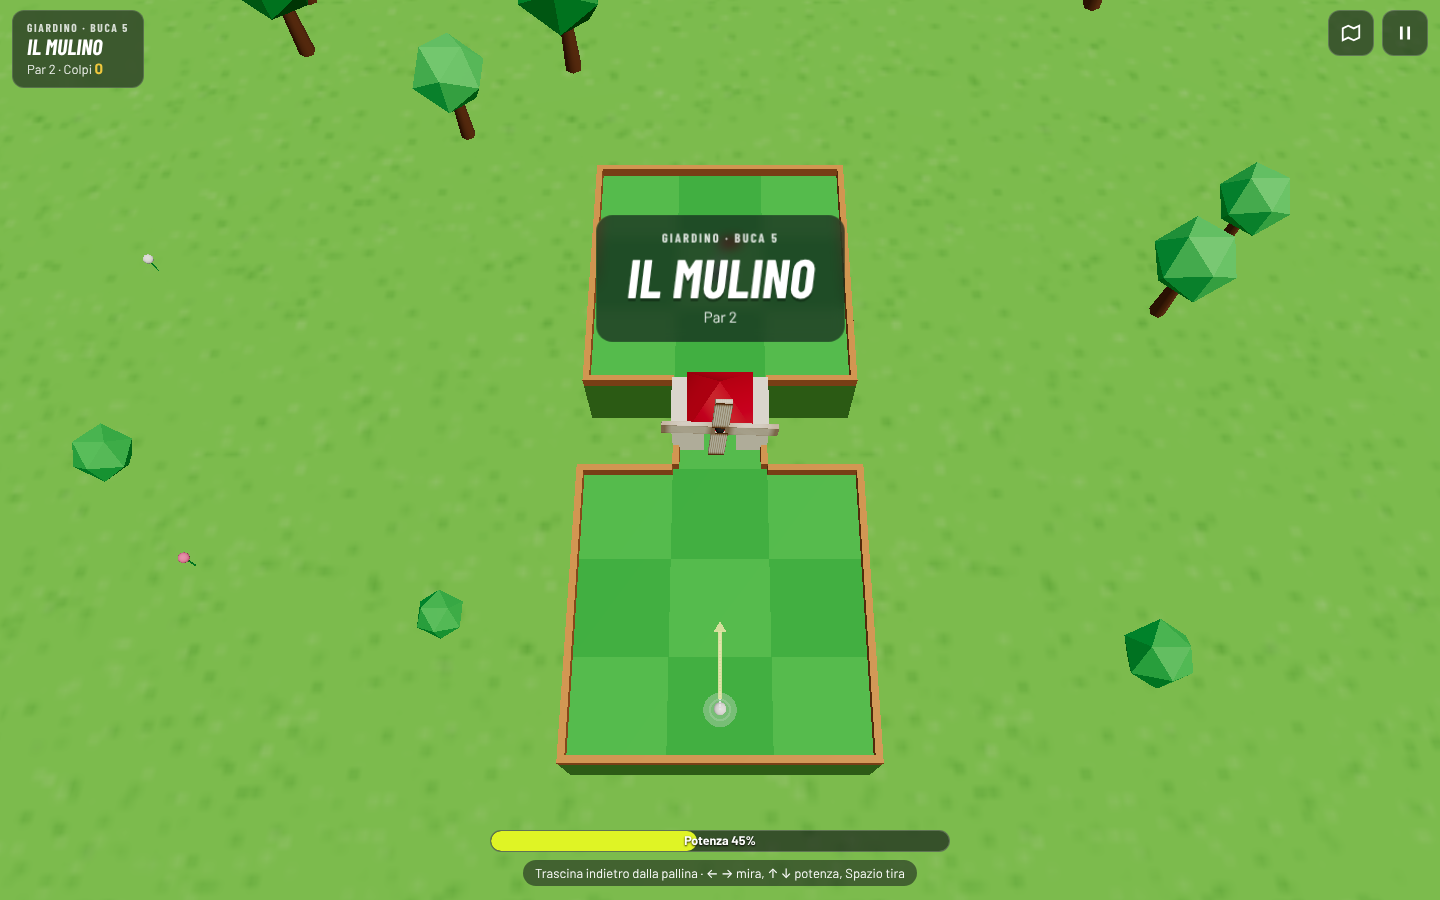 GIARDINO · BUCA 5
IL MULINO
Par 2 · Colpi 0
GIARDINO · BUCA 5
IL MULINO
Par 2
Potenza 45%
Trascina indietro dalla pallina · ← → mira, ↑ ↓ potenza, Spazio tira